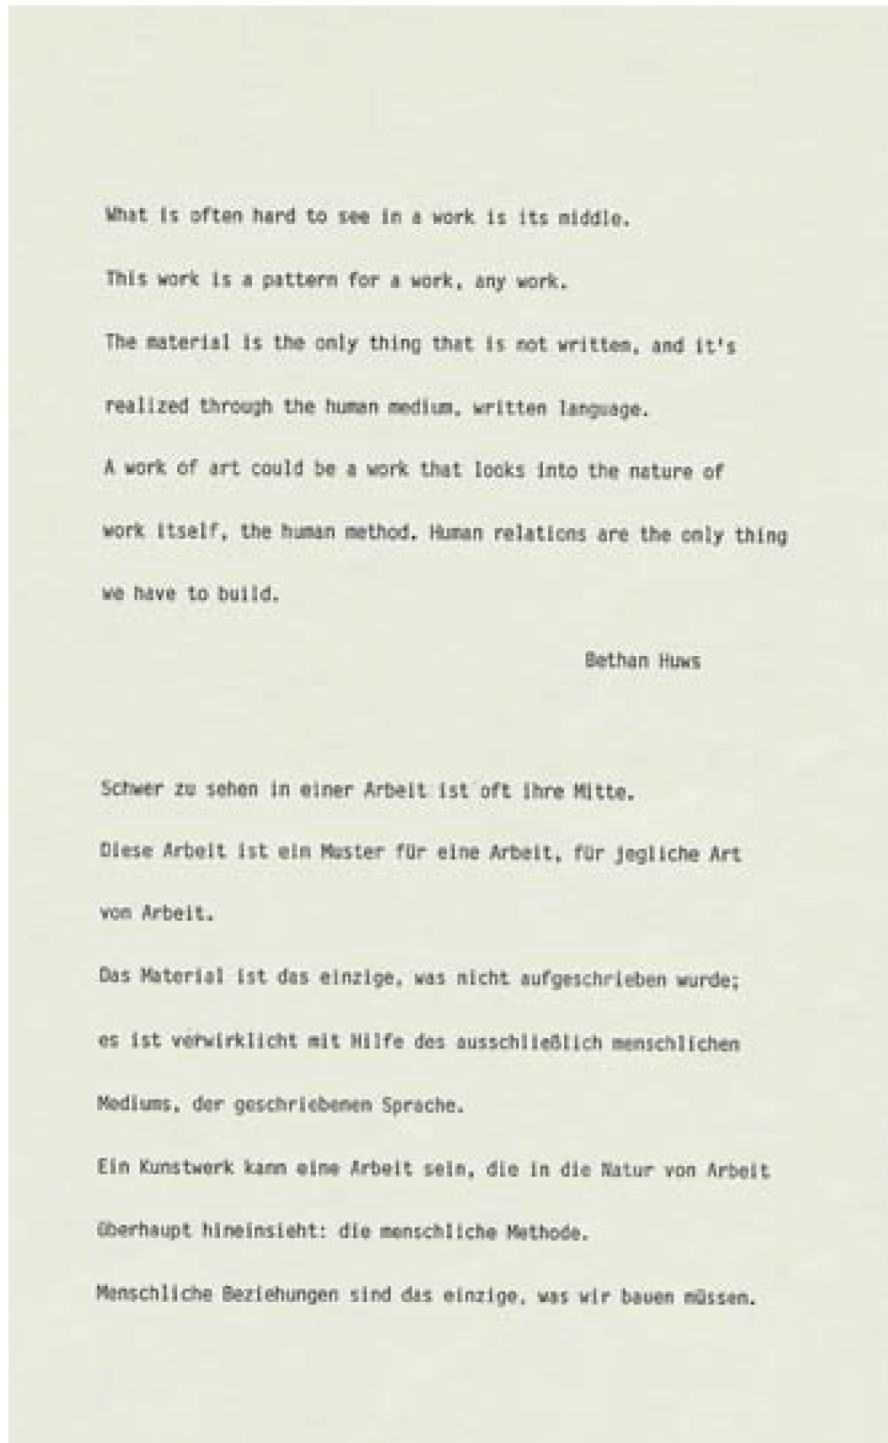 What is often hard to see in a work is its middle.
This work is a pattern for a work, any work.
The material is the only thing that is not written, and it's
realized through the human medium, written language.
A work of art could be a work that looks into the nature of
work itself, the human method. Human relations are the only thing
we have to build.
Bethan Huws
Schwer zu sehen in einer Arbeit ist oft ihre Mitte.
Diese Arbeit ist ein Muster für eine Arbeit, für jegliche Art
von Arbeit.
Das Material ist das einzige, was nicht aufgeschrieben wurde;
es ist verwirklicht mit Hilfe des ausschließlich menschlichen
Mediums, der geschriebenen Sprache.
Ein Kunstwerk kann eine Arbeit sein, die in die Natur von Arbeit
überhaupt hineinsieht: die menschliche Methode.
Menschliche Beziehungen sind das einzige, was wir bauen müssen.